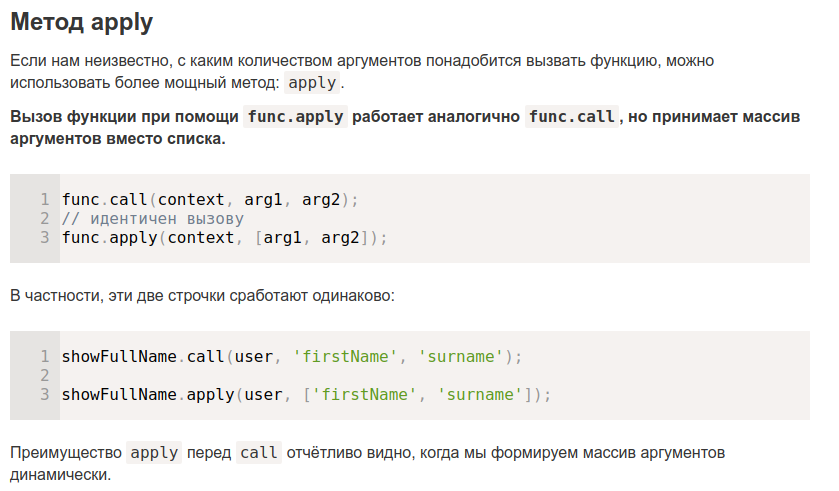 Метод apply
Если нам неизвестно, с каким количеством аргументов понадобится вызвать функцию, можно
использовать более мощный метод: apply.
Вызов функции при помощи func.apply работает аналогично func.call, но принимает массив
аргументов вместо списка.
1 func.call(context, arg1, arg2);
2 // идентичен вызову
3 func.apply(context, [arg1, arg2]);
В частности, эти две строчки сработают одинаково:
1 showFullName.call(user, 'firstName', 'surname');
2
3 showFullName.apply(user, ['firstName', 'surname']);
Преимущество apply перед call отчётливо видно, когда мы формируем массив аргументов
динамически.